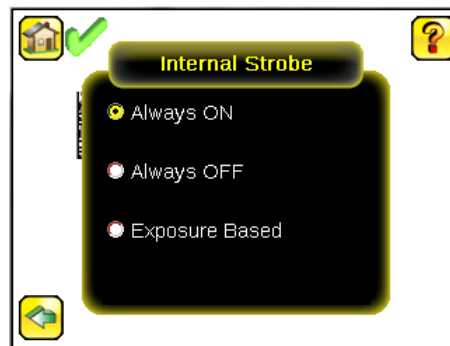 ?
Internal Strobe
Always ON
Always OFF
Exposure Based